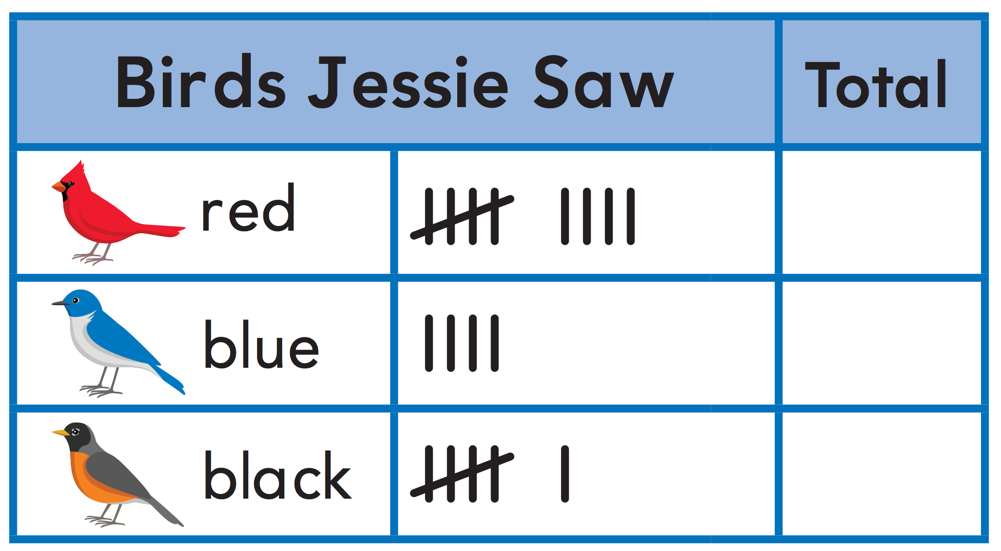 Birds Jessie Saw
Total
red
blue
black